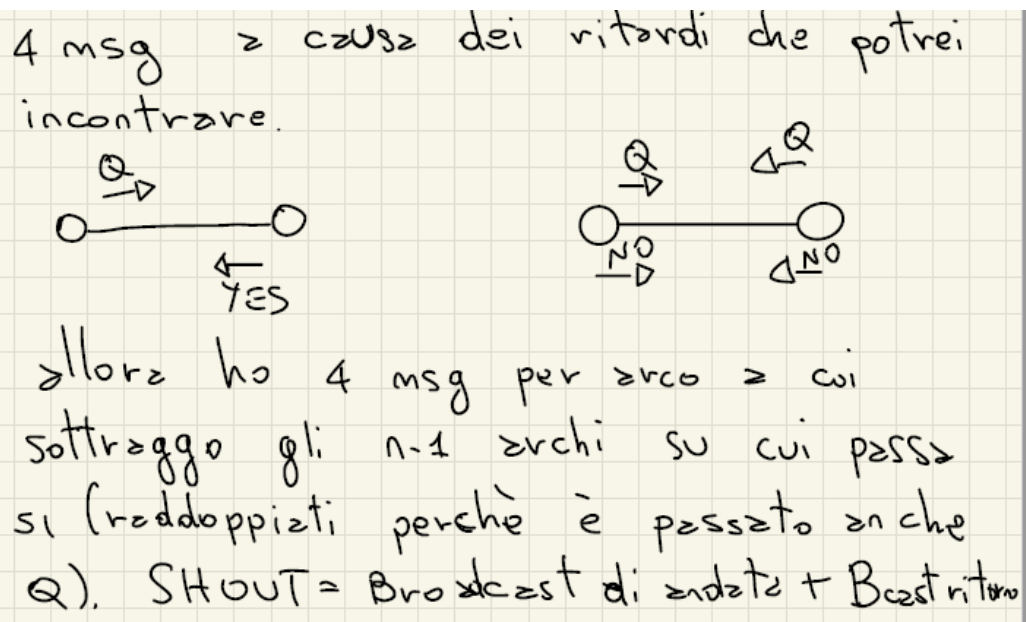 4 msg a causa dei ritardi che potrei
incontrare.
Q Q Q
NO NO
YES
allora ho 4 msg per arco a cui
sottraggo gli n-1 archi su cui passa
si (raddoppiati perchè è passato anche
Q). SHOUT = Broadcast di andata + Bcast ritorno